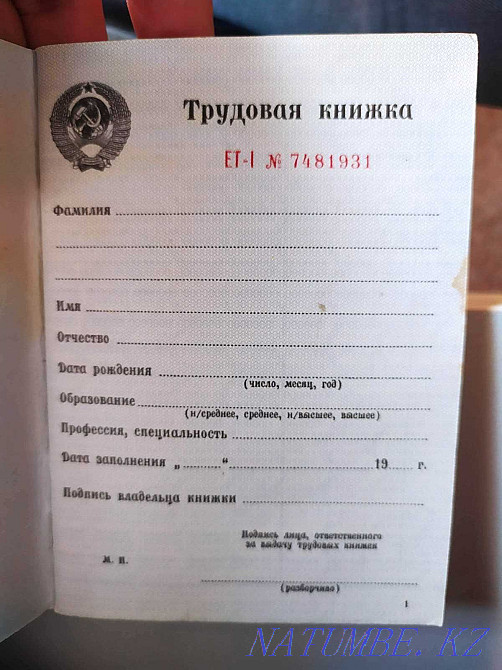 Трудовая книжка
ЕТ-I № 7481931
Фамилия
Имя
Отчество
Дата рождения
(число, месяц, год)
Образование
(н/среднее, среднее, н/высшее, высшее)
Профессия, специальность
Дата заполнения „ “ 19 г.
Подпись владельца книжки
Подпись лица, ответственного
за выдачу трудовых книжек
М. П.
(разборчиво)
1
NATUMBE.KZ